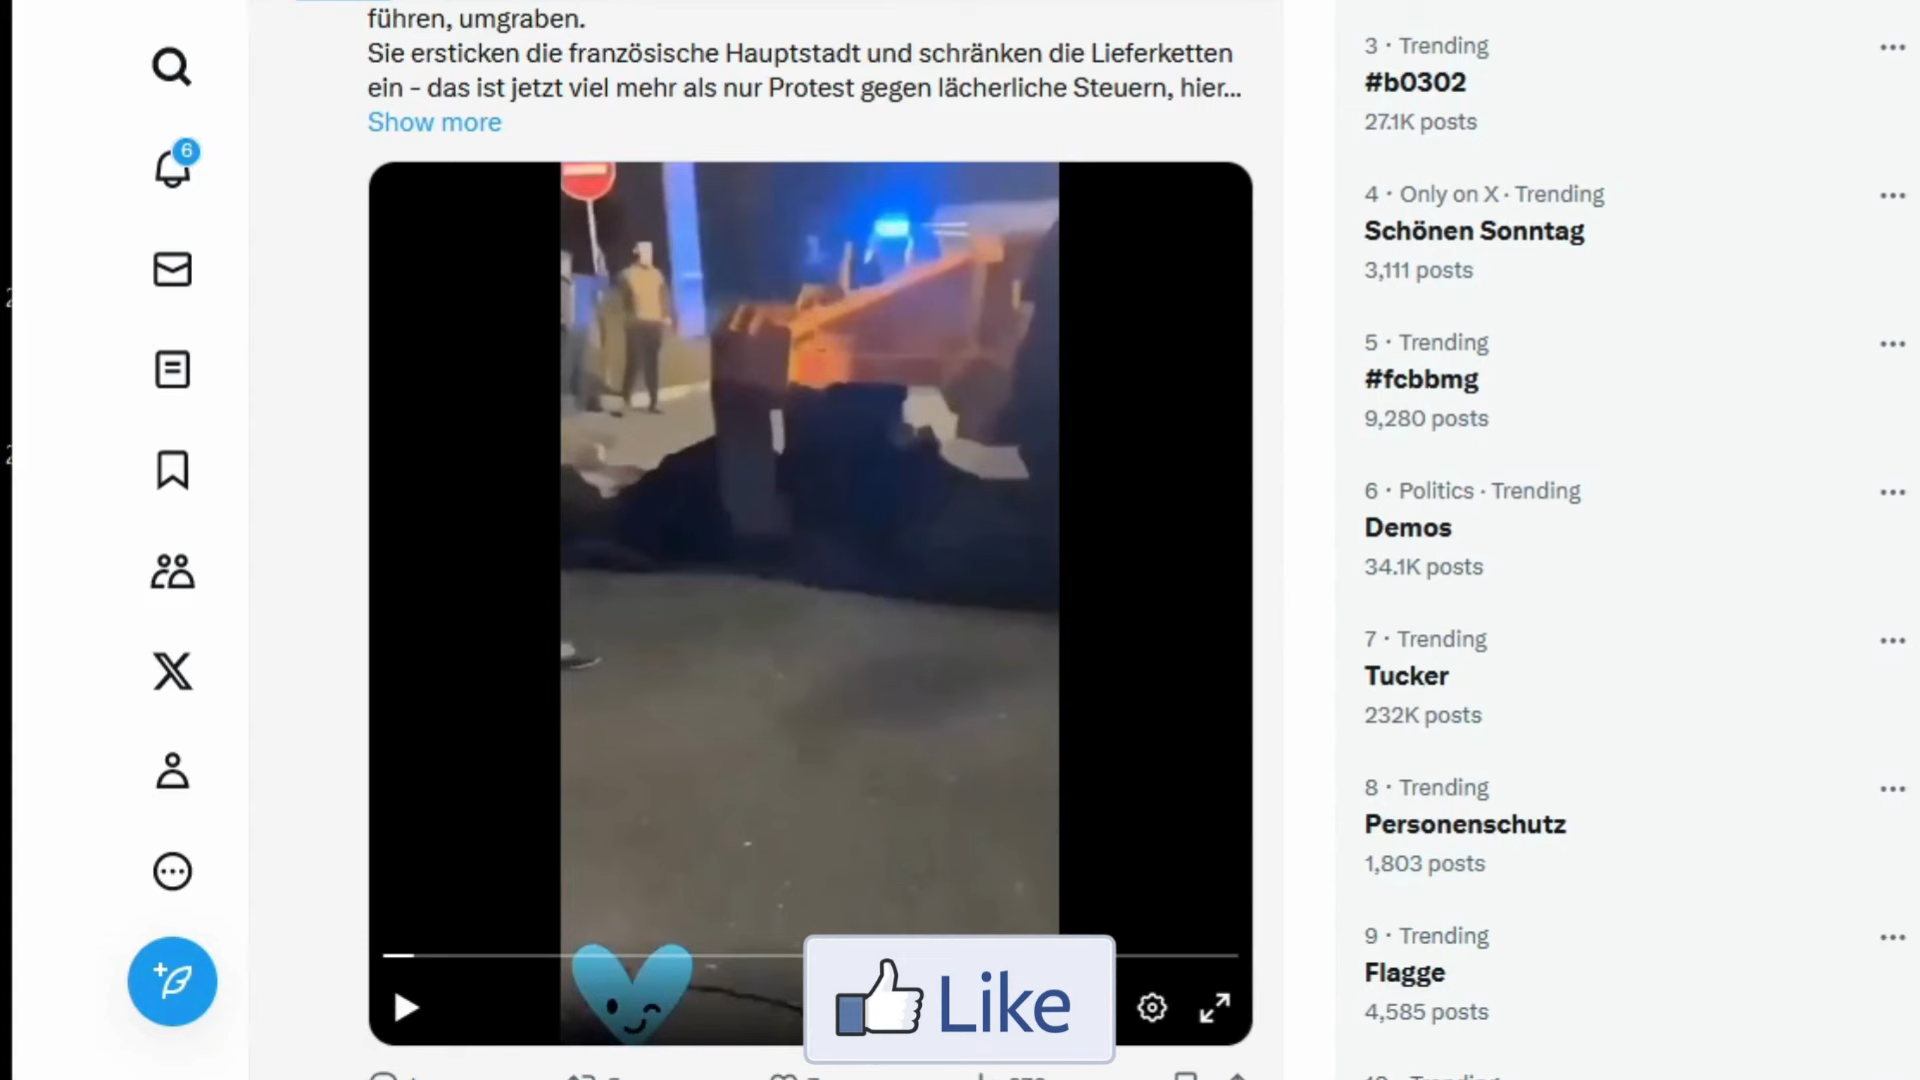 führen, umgraben.
Sie ersticken die französische Hauptstadt und schränken die Lieferketten
ein - das ist jetzt viel mehr als nur Protest gegen lächerliche Steuern, hier...
Show more
6
Like
3 · Trending
#b0302
27.1K posts
4 · Only on X · Trending
Schönen Sonntag
3,111 posts
5 · Trending
#fcbbmg
9,280 posts
6 · Politics · Trending
Demos
34.1K posts
7 · Trending
Tucker
232K posts
8 · Trending
Personenschutz
1,803 posts
9 · Trending
Flagge
4,585 posts